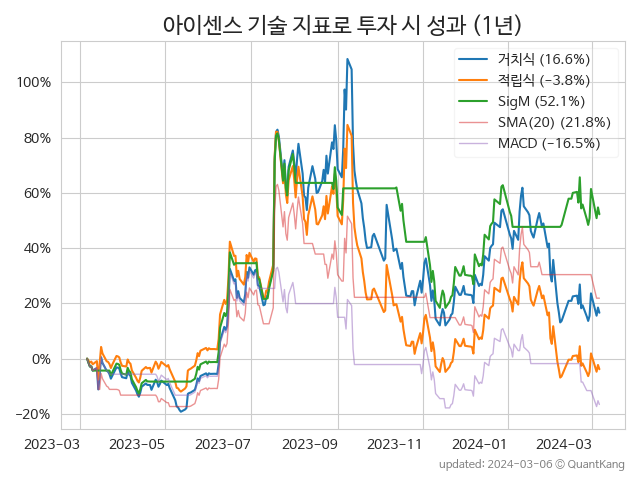 아이센스 기술 지표로 투자 시 성과 (1년)
거치식 (16.6%)
적립식 (−3.8%)
SigM (52.1%)
SMA(20) (21.8%)
MACD (−16.5%)
100%
80%
60%
40%
20%
0%
−20%
2023-03 2023-05 2023-07 2023-09 2023-11 2024-01 2024-03
updated: 2024-03-06 ⓒ QuantKang